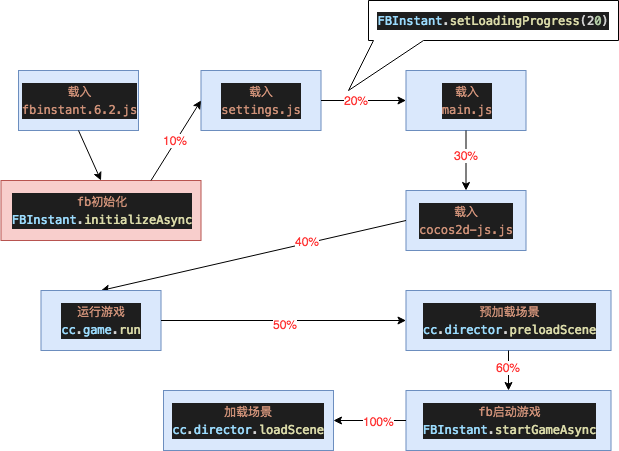 FBInstant.setLoadingProgress(20)
载入
fbinstant.6.2.js
载入
settings.js
20%
载入
main.js
10%
30%
fb初始化
FBInstant.initializeAsync
载入
cocos2d-js.js
40%
运行游戏
cc.game.run
50%
预加载场景
cc.director.preloadScene
60%
加载场景
cc.director.loadScene
100%
fb启动游戏
FBInstant.startGameAsync